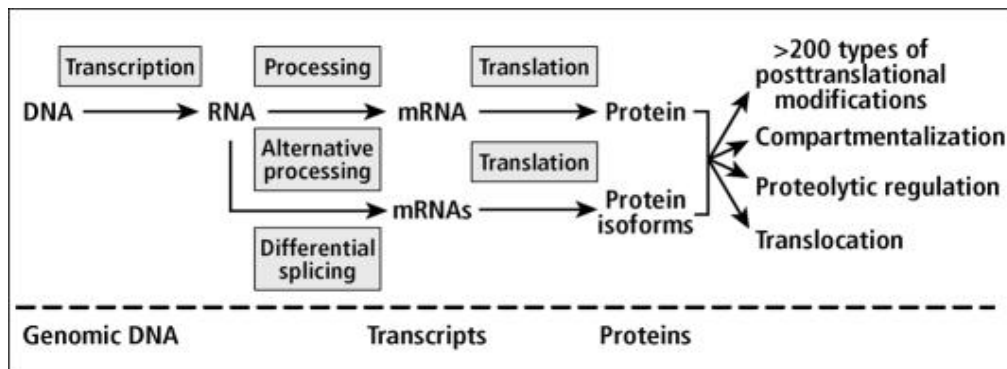 Transcription
Processing
Translation
>200 types of
posttranslational
modifications
DNA
RNA
mRNA
Protein
Alternative
processing
Translation
Compartmentalization
Proteolytic regulation
mRNAs
Protein
isoforms
Translocation
Differential
splicing
Genomic DNA
Transcripts
Proteins